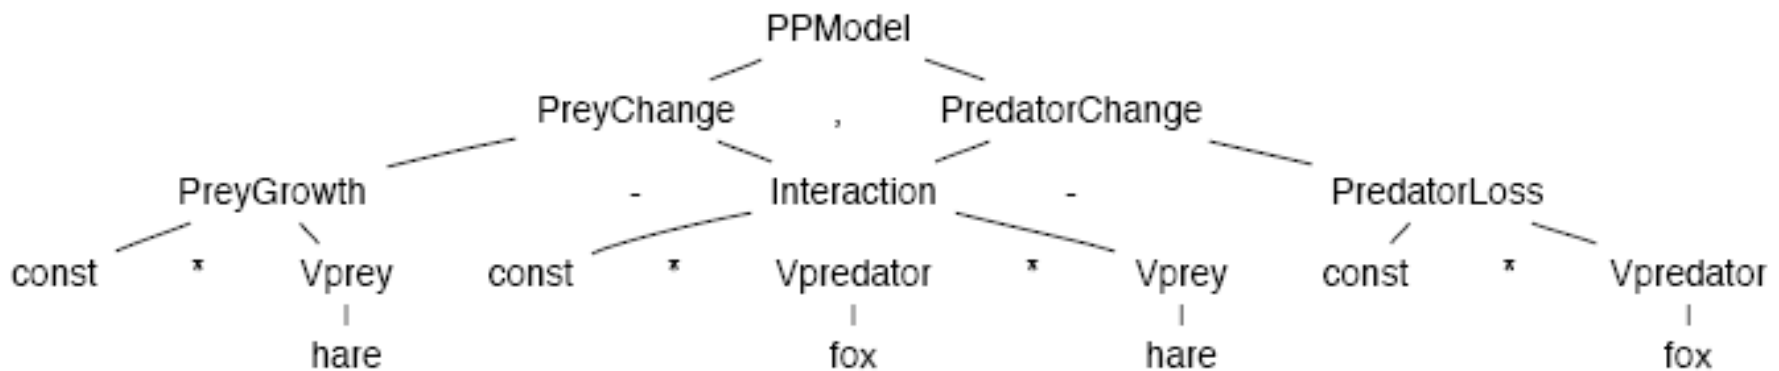 PPModel
PreyChange , PredatorChange
PreyGrowth - Interaction - PredatorLoss
const * Vprey const * Vpredator * Vprey const * Vpredator
hare fox hare fox